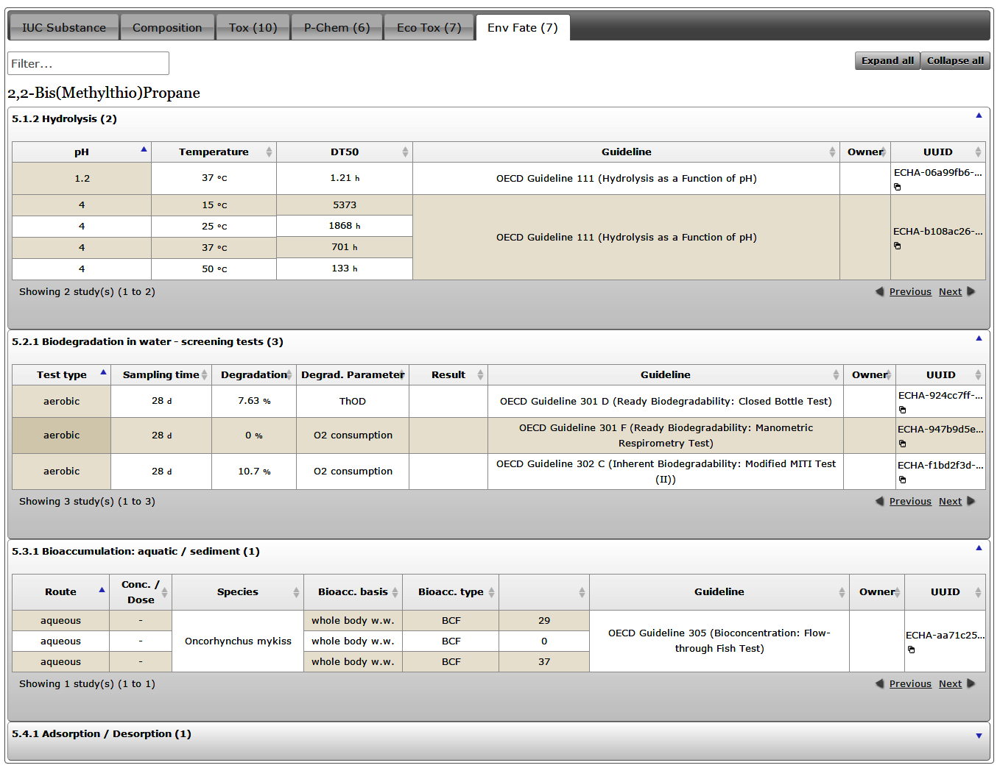 IUC Substance Composition Tox (10) P-Chem (6) Eco Tox (7) Env Fate (7)
Filter... Expand all Collapse all
2,2-Bis(Methylthio)Propane
5.1.2 Hydrolysis (2)
pH Temperature DT50 Guideline Owner UUID
1.2 37 °C 1.21 h OECD Guideline 111 (Hydrolysis as a Function of pH) ECHA-06a99fb6-...
4 15 °C 5373
4 25 °C 1868 h
OECD Guideline 111 (Hydrolysis as a Function of pH) ECHA-b108ac26-...
4 37 °C 701 h
4 50 °C 133 h
Showing 2 study(s) (1 to 2) Previous Next
5.2.1 Biodegradation in water - screening tests (3)
Test type Sampling time Degradation Degrad. Parameter Result Guideline Owner UUID
aerobic 28 d 7.63 % ThOD OECD Guideline 301 D (Ready Biodegradability: Closed Bottle Test) ECHA-924cc7ff-...
aerobic 28 d 0 % O2 consumption OECD Guideline 301 F (Ready Biodegradability: Manometric ECHA-947b9d5e...
Respirometry Test)
aerobic 28 d 10.7 % O2 consumption OECD Guideline 302 C (Inherent Biodegradability: Modified MITI Test ECHA-f1bd2f3d-...
(II))
Showing 3 study(s) (1 to 3) Previous Next
5.3.1 Bioaccumulation: aquatic / sediment (1)
Route Conc. / Species Bioacc. basis Bioacc. type Guideline Owner UUID
Dose
aqueous - whole body w.w. BCF 29
OECD Guideline 305 (Bioconcentration: Flow- ECHA-aa71c25...
aqueous - Oncorhynchus mykiss whole body w.w. BCF 0
through Fish Test)
aqueous - whole body w.w. BCF 37
Showing 1 study(s) (1 to 1) Previous Next
5.4.1 Adsorption / Desorption (1)